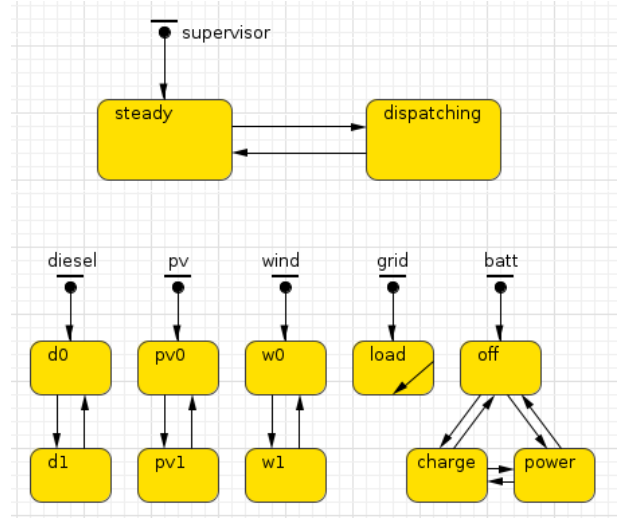 supervisor
steady
dispatching
diesel
pv
wind
grid
batt
d0
pv0
w0
load
off
d1
pv1
w1
charge
power